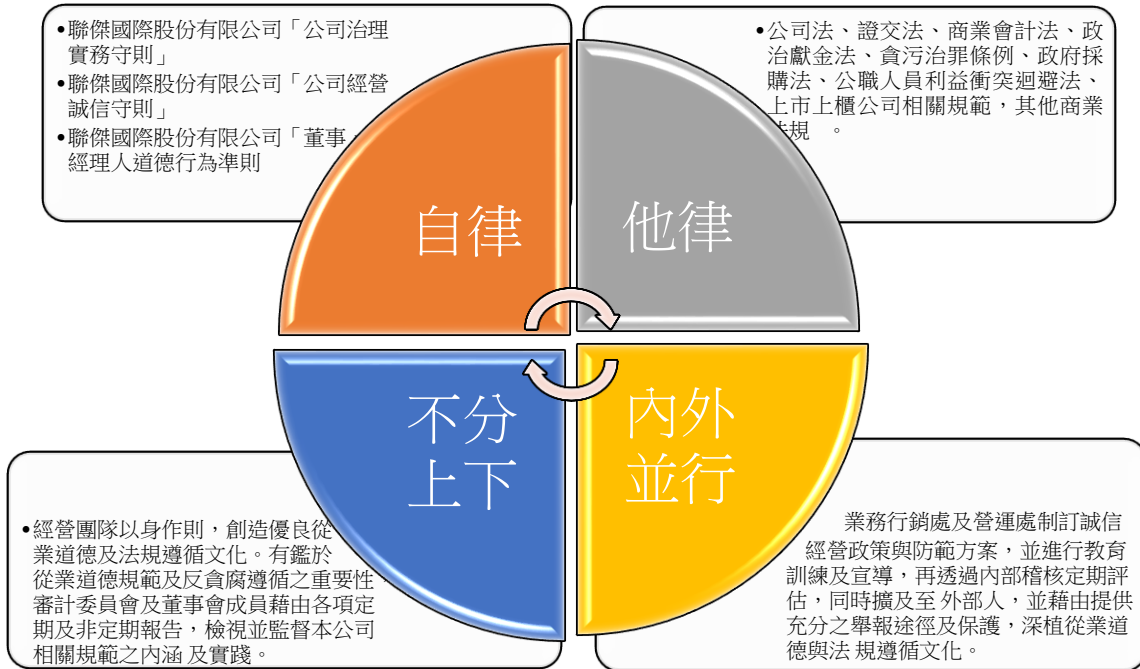 •聯傑國際股份有限公司「公司治理
實務守則」
•聯傑國際股份有限公司「公司經營
誠信守則」
•聯傑國際股份有限公司「董事
經理人道德行為準則
•公司法、證交法、商業會計法、政
治獻金法、貪污治罪條例、政府採
購法、公職人員利益衝突迴避法、
上市上櫃公司相關規範，其他商業
法規 。
自律
他律
不分
上下
內外
並行
•經營團隊以身作則，創造優良從
業道德及法規遵循文化。有鑑於
從業道德規範及反貪腐遵循之重要性，
審計委員會及董事會成員藉由各項定
期及非定期報告，檢視並監督本公司
相關規範之內涵 及實踐。
業務行銷處及營運處制訂誠信
經營政策與防範方案，並進行教育
訓練及宣導，再透過內部稽核定期評
估，同時擴及至 外部人，並藉由提供
充分之舉報途徑及保護，深植從業道
德與法 規遵循文化。